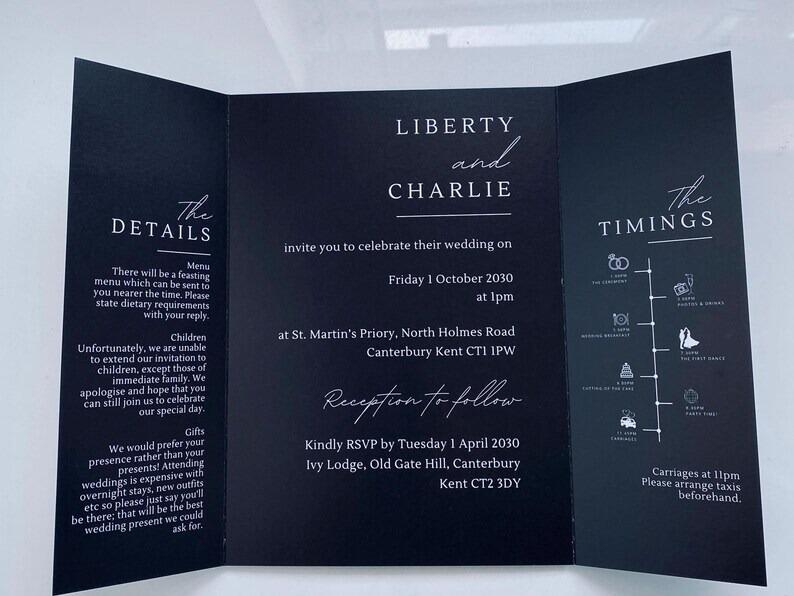 The
DETAILS
Menu
There will be a feasting
menu which can be sent to
you nearer the time. Please
state dietary requirements
with your reply.
Children
Unfortunately, we are unable
to extend our invitation to
children, except those of
immediate family. We
apologise and hope that you
can still join us to celebrate
our special day.
Gifts
We would prefer your
presence rather than your
presents! Attending
weddings is expensive with
overnight stays, new outfits
etc so please just say you'll
be there; that will be the best
wedding present we could
ask for.
LIBERTY
and
CHARLIE
invite you to celebrate their wedding on
Friday 1 October 2030
at 1pm
at St. Martin's Priory, North Holmes Road
Canterbury Kent CT1 1PW
Reception to follow
Kindly RSVP by Tuesday 1 April 2030
Ivy Lodge, Old Gate Hill, Canterbury
Kent CT2 3DY
The
TIMINGS
1.00PM
THE CEREMONY
PHOTOS & DRINKS
WEDDING BREAKFAST
7.30PM
THE FIRST DANCE
CUTTING OF THE CAKE
PARTY TIME!
CARRIAGES
Carriages at 11pm
Please arrange taxis
beforehand.